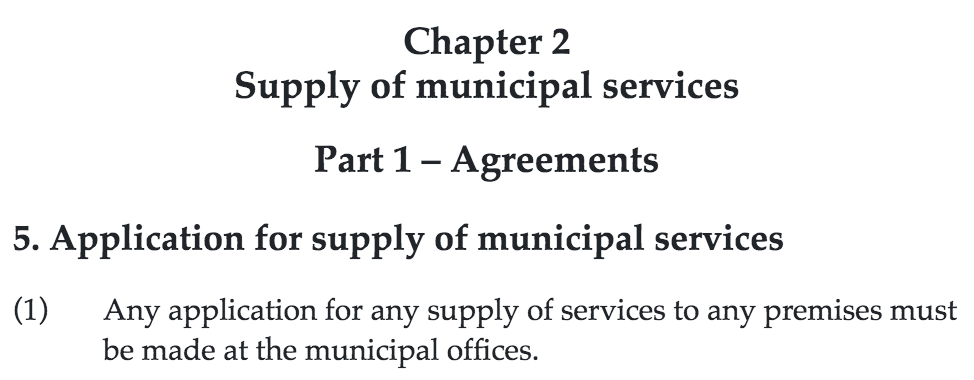 Chapter 2
Supply of municipal services
Part 1 – Agreements
5. Application for supply of municipal services
(1) Any application for any supply of services to any premises must
be made at the municipal offices.